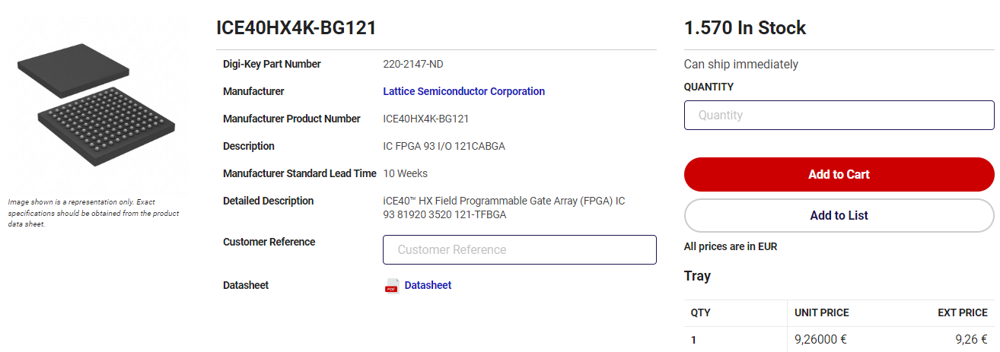 ICE40HX4K-BG121
Digi-Key Part Number 220-2147-ND
Manufacturer Lattice Semiconductor Corporation
Manufacturer Product Number ICE40HX4K-BG121
Description IC FPGA 93 I/O 121CABGA
Manufacturer Standard Lead Time 10 Weeks
Detailed Description iCE40™ HX Field Programmable Gate Array (FPGA) IC
93 81920 3520 121-TFBGA
Customer Reference Customer Reference
Datasheet PDF Datasheet
Image shown is a representation only. Exact
specifications should be obtained from the product
data sheet.
1.570 In Stock
Can ship immediately
QUANTITY
Quantity
Add to Cart
Add to List
All prices are in EUR
Tray
QTY UNIT PRICE EXT PRICE
1 9,26000 € 9,26 €